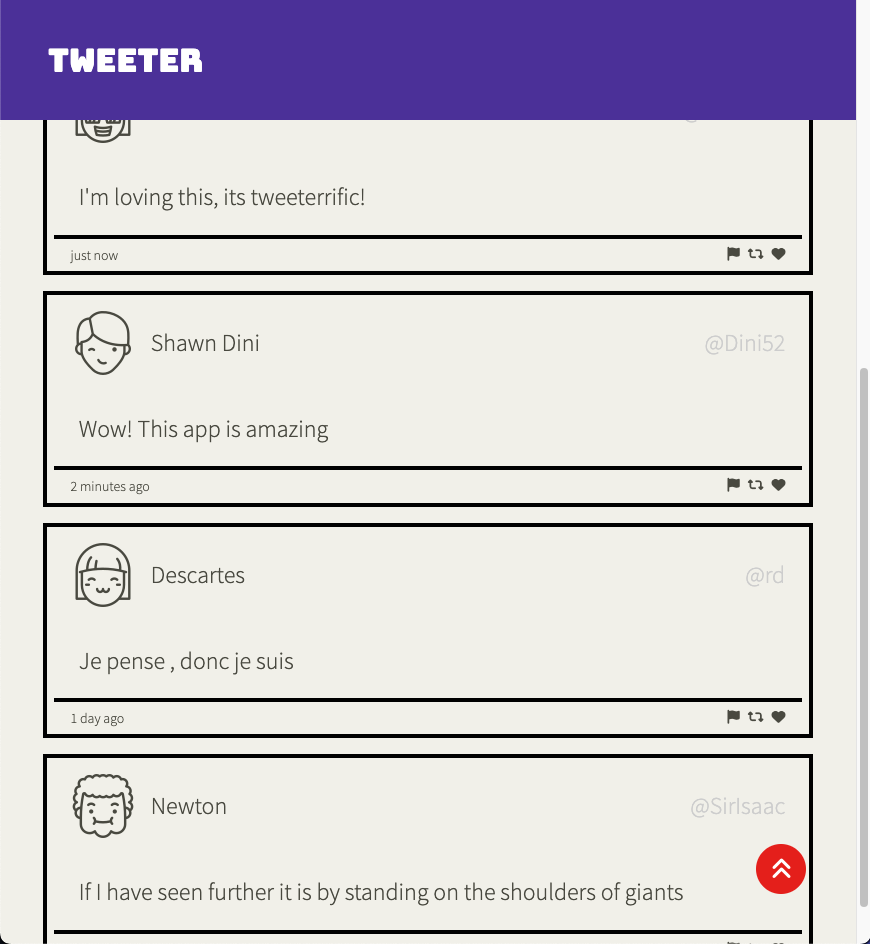 TWEETER
I'm loving this, its tweeterrific!
just now
Shawn Dini
@Dini52
Wow! This app is amazing
2 minutes ago
Descartes
@rd
Je pense , donc je suis
1 day ago
Newton
@SirIsaac
If I have seen further it is by standing on the shoulders of giants